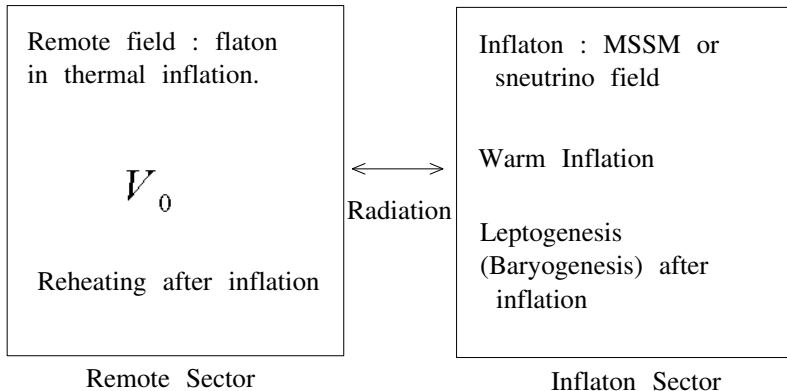 Remote field : flaton
in thermal inflation.
V0
Reheating after inflation
Remote Sector
Radiation
Inflaton : MSSM or
sneutrino field
Warm Inflation
Leptogenesis
(Baryogenesis) after
inflation
Inflaton Sector